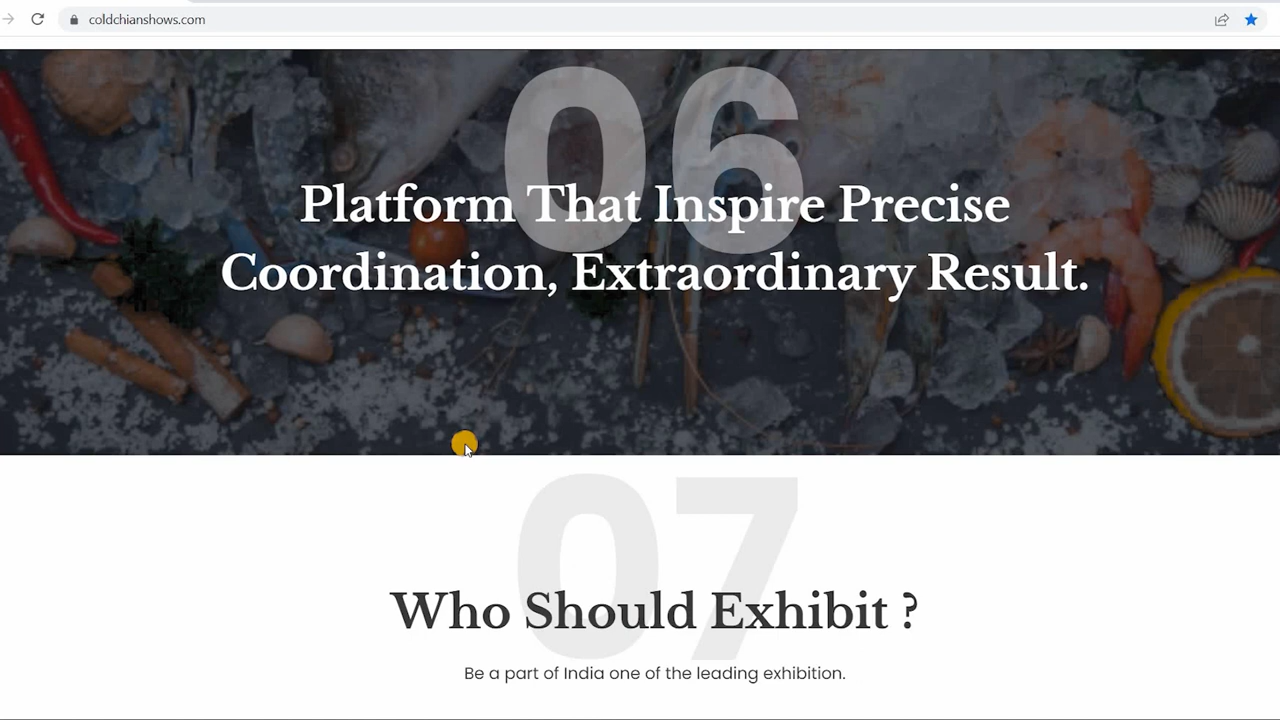 coldchianshows.com
06
Platform That Inspire Precise
Coordination, Extraordinary Result.
07
Who Should Exhibit ?
Be a part of India one of the leading exhibition.